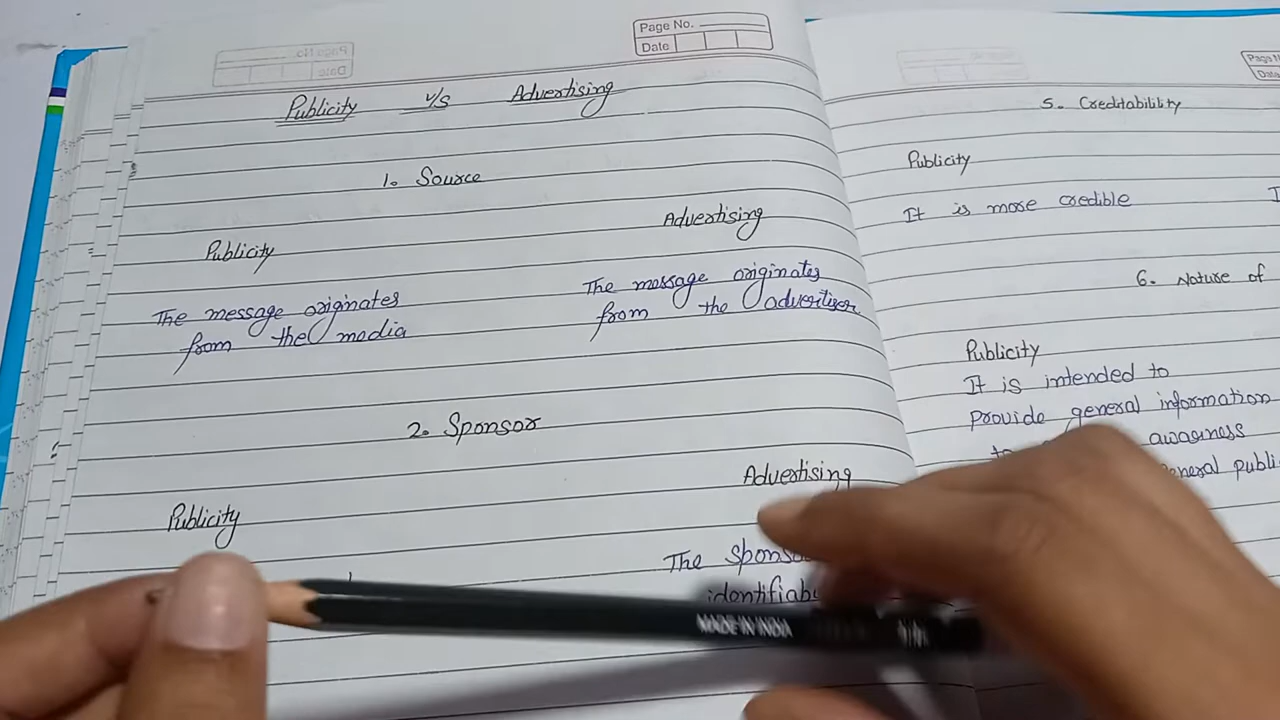 Page No.
Date
Publicity v/s Advertising
1. Source
Publicity
Advertising
The message originates
from the media
The message originates
from the advertiser
2. Sponsor
Publicity
Advertising
The
identifiab
MADE IN INDIA
5. Creditabilility
Publicity
It is more credible
6. Nature of
Publicity
It is intended to
Provide general information
to awareness
general publi